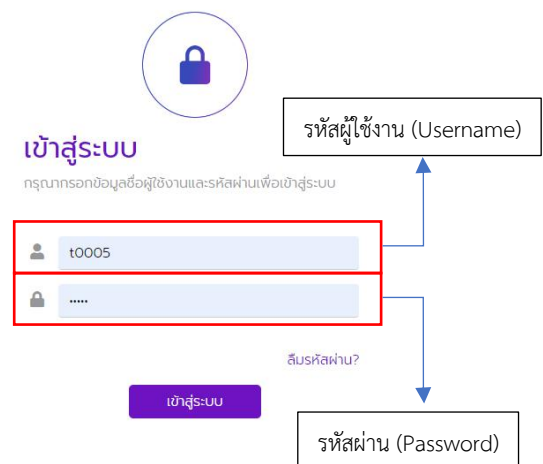 รหัสผู้ใช้งาน (Username)
เข้าสู่ระบบ
กรุณากรอกข้อมูลชื่อผู้ใช้งานและรหัสผ่านเพื่อเข้าสู่ระบบ
t0005
•••••
ลืมรหัสผ่าน?
เข้าสู่ระบบ
รหัสผ่าน (Password)